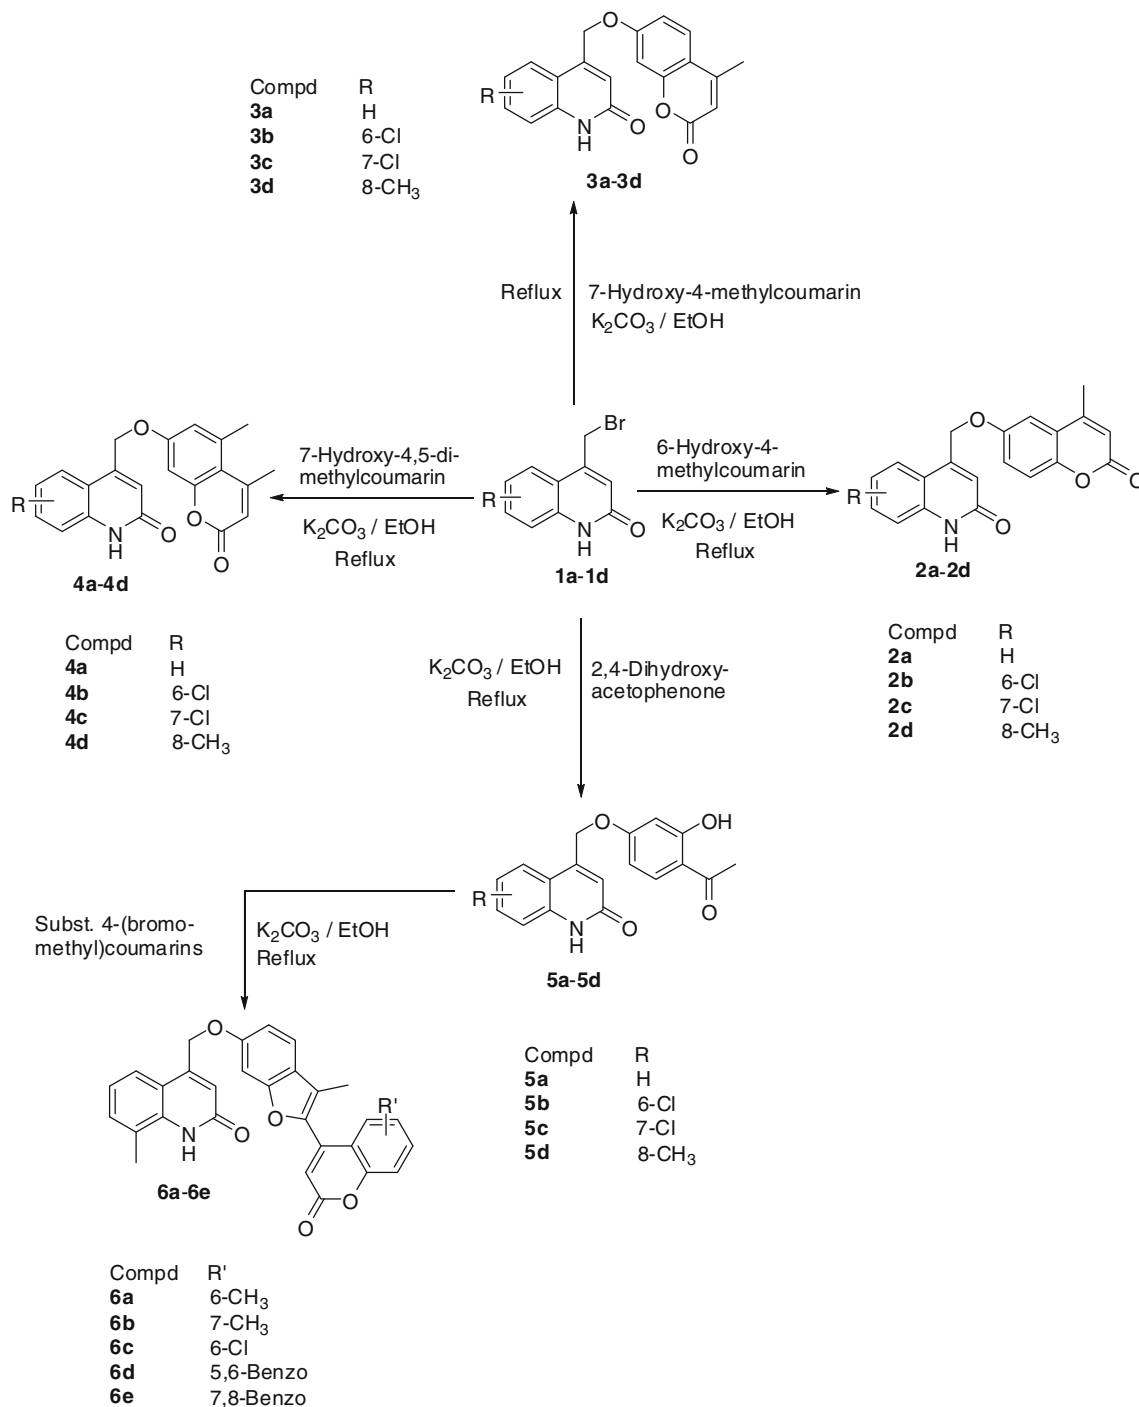 Compd R
3a H
3b 6-Cl
3c 7-Cl
3d 8-CH3
R
O
N
H
O
O
O
3a-3d
Reflux
7-Hydroxy-4-methylcoumarin
K2CO3 / EtOH
R
O
N
H
O
O
O
4a-4d
7-Hydroxy-4,5-di-
methylcoumarin
K2CO3 / EtOH
Reflux
Br
R
N
H
O
1a-1d
6-Hydroxy-4-
methylcoumarin
K2CO3 / EtOH
Reflux
R
O
N
H
O
O
O
2a-2d
Compd R
4a H
4b 6-Cl
4c 7-Cl
4d 8-CH3
K2CO3 / EtOH
Reflux
2,4-Dihydroxy-
acetophenone
Compd R
2a H
2b 6-Cl
2c 7-Cl
2d 8-CH3
R
O
OH
N
H
O
O
5a-5d
Subst. 4-(bromo-
methyl)coumarins
K2CO3 / EtOH
Reflux
O
N
H
O
O
R'
O
O
6a-6e
Compd R
5a H
5b 6-Cl
5c 7-Cl
5d 8-CH3
Compd R'
6a 6-CH3
6b 7-CH3
6c 6-Cl
6d 5,6-Benzo
6e 7,8-Benzo